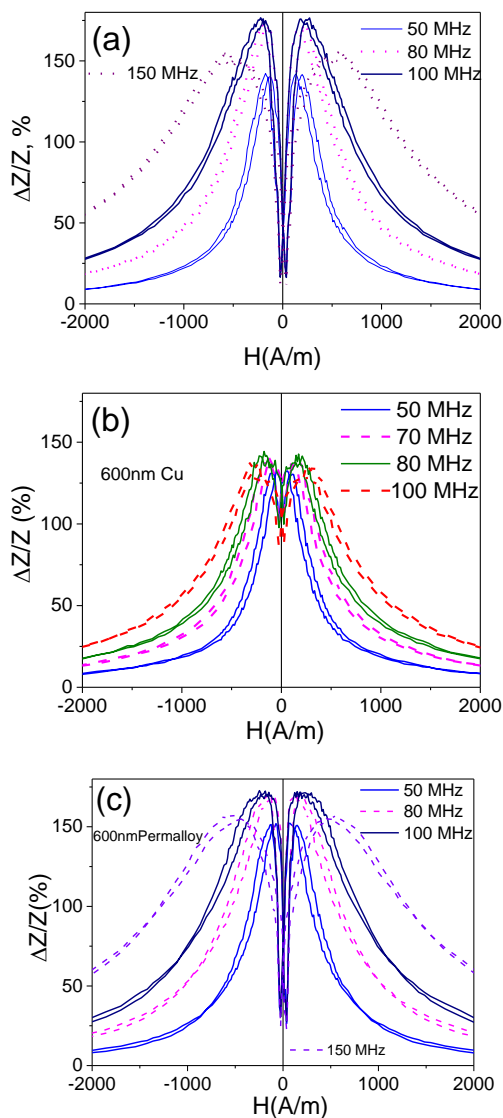 (a)
50 MHz
80 MHz
100 MHz
150 MHz
ΔZ/Z, %
150
100
50
0
-2000 -1000 0 1000 2000
H(A/m)
(b)
50 MHz
70 MHz
80 MHz
100 MHz
600nm Cu
ΔZ/Z (%)
150
100
50
0
-2000 -1000 0 1000 2000
H(A/m)
(c)
50 MHz
80 MHz
100 MHz
600nmPermalloy
ΔZ/Z(%)
150
100
50
0
150 MHz
-2000 -1000 0 1000 2000
H(A/m)